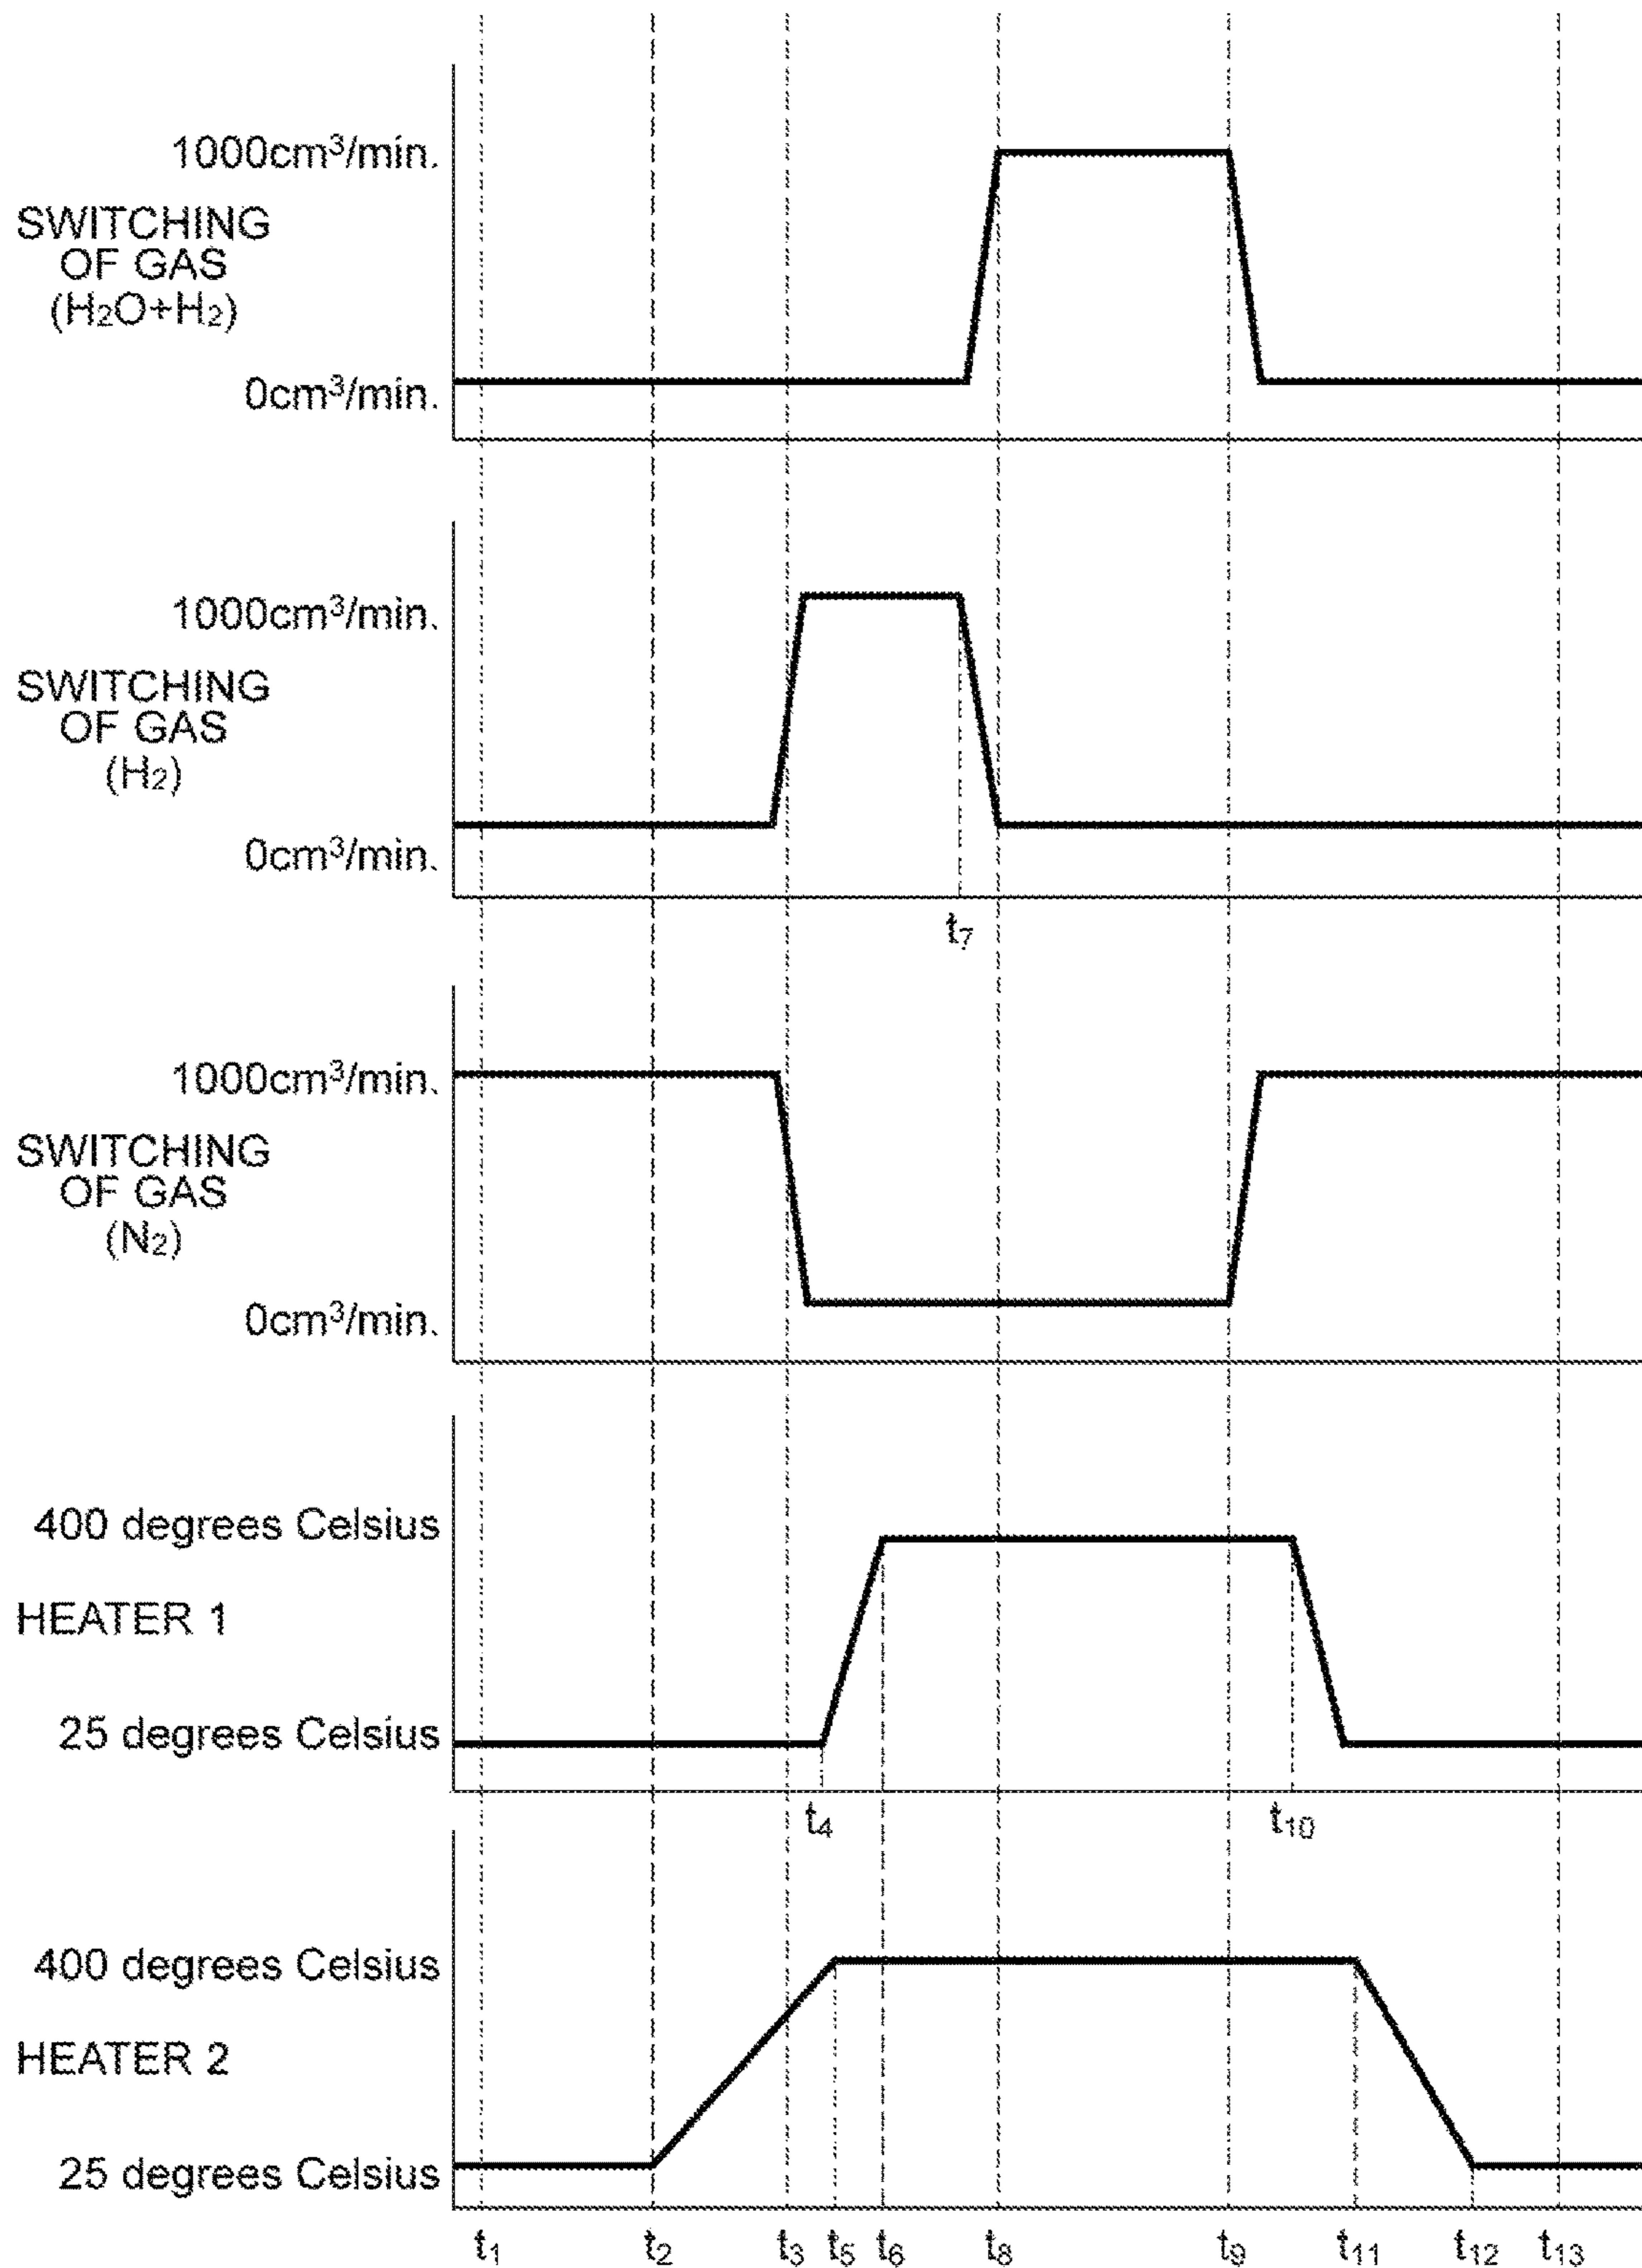 1000cm³/min.
SWITCHING
OF GAS
(H₂O+H₂)
0cm³/min.
1000cm³/min.
SWITCHING
OF GAS
(H₂)
0cm³/min.
t₇
1000cm³/min.
SWITCHING
OF GAS
(N₂)
0cm³/min.
400 degrees Celsius
HEATER 1
25 degrees Celsius
t₄ t₁₀
400 degrees Celsius
HEATER 2
25 degrees Celsius
t₁ t₂ t₃ t₅ t₆ t₈ t₉ t₁₁ t₁₂ t₁₃